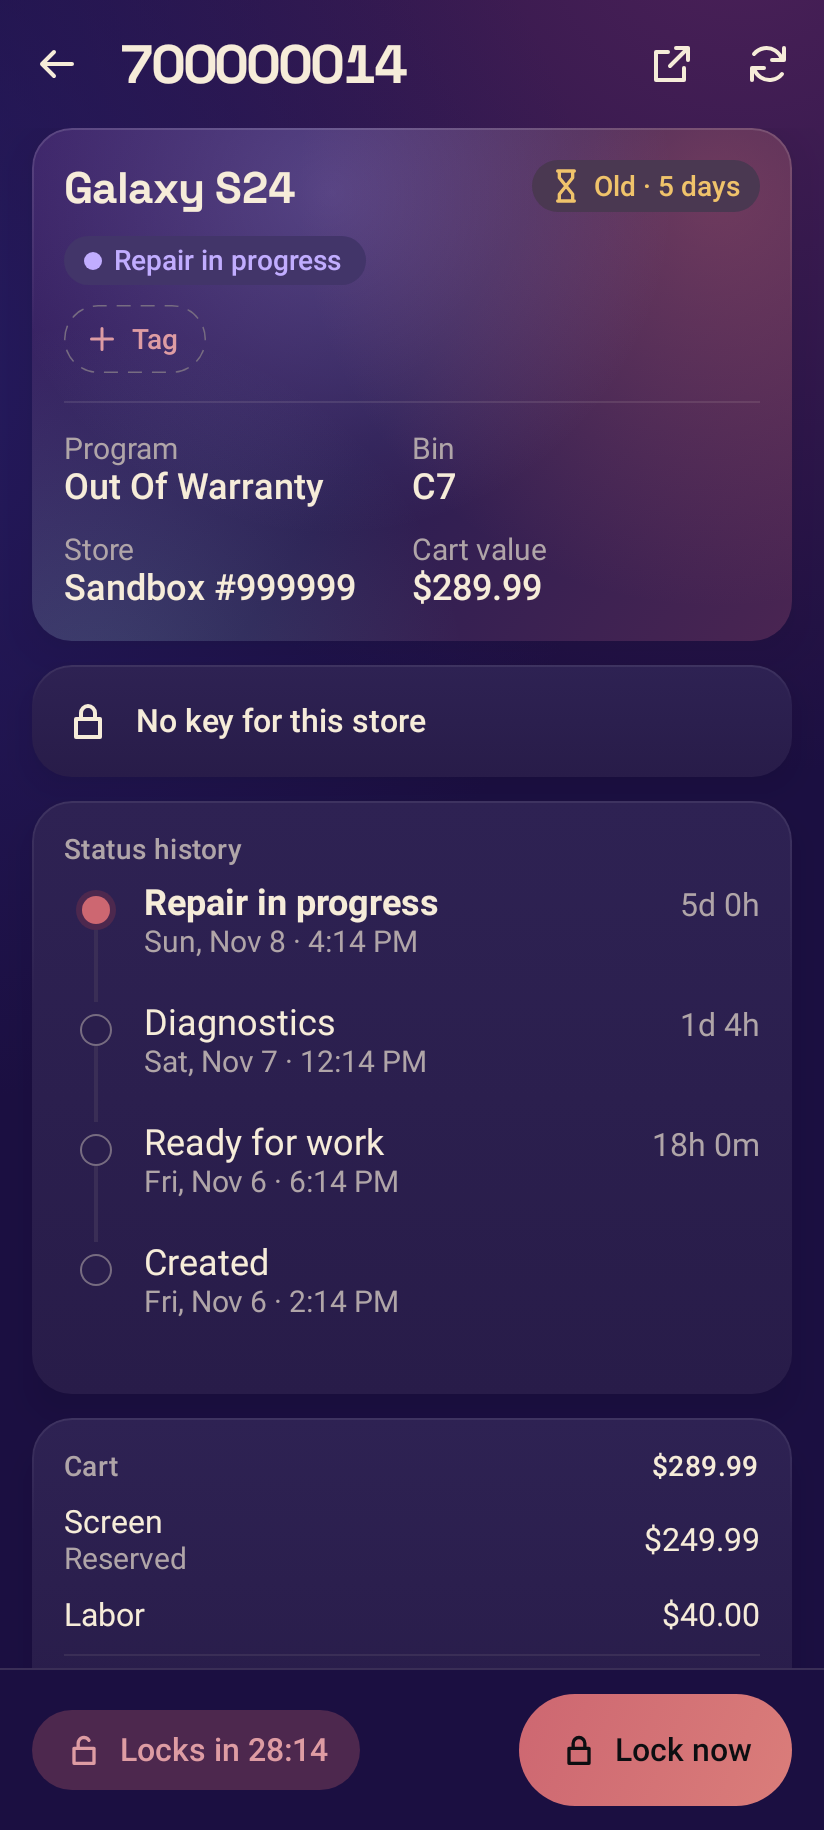 700000014
Galaxy S24
Old · 5 days
Repair in progress
Tag
Program
Bin
Out Of Warranty
C7
Store
Cart value
Sandbox #999999
$289.99
No key for this store
Status history
Repair in progress
5d 0h
Sun, Nov 8 · 4:14 PM
Diagnostics
1d 4h
Sat, Nov 7 · 12:14 PM
Ready for work
18h 0m
Fri, Nov 6 · 6:14 PM
Created
Fri, Nov 6 · 2:14 PM
Cart
$289.99
Screen
$249.99
Reserved
Labor
$40.00
Locks in 28:14
Lock now